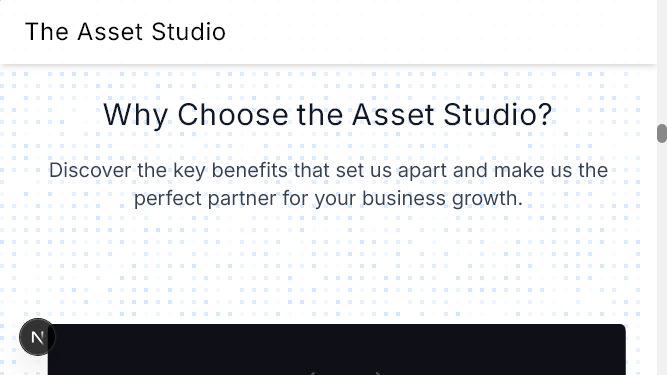 The Asset Studio
Why Choose the Asset Studio?
Discover the key benefits that set us apart and make us the
perfect partner for your business growth.
N